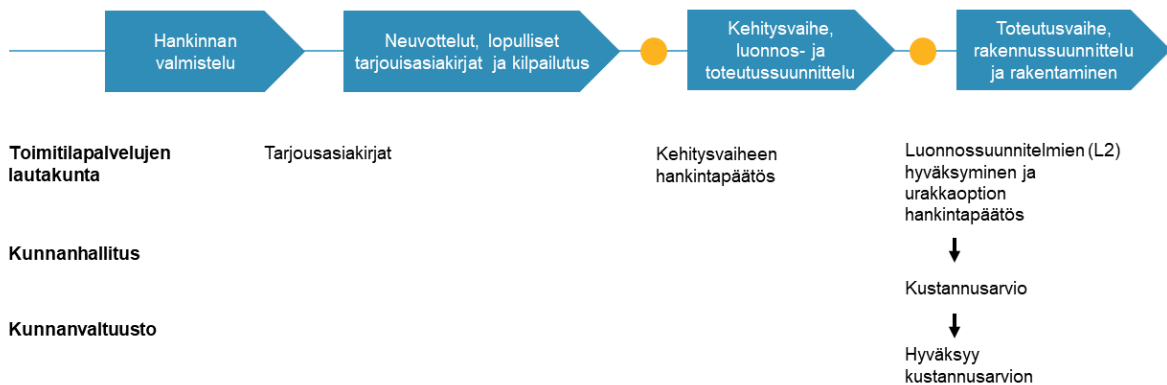 Hankinnan
valmistelu
Neuvottelut, lopulliset
tarjouisasiakirjat ja kilpailutus
Kehitysvaihe,
luonnos- ja
toteutussuunnittelu
Toteutusvaihe,
rakennussuunnittelu
ja rakentaminen
Toimitilapalvelujen
lautakunta
Tarjousasiakirjat
Kehitysvaiheen
hankintapäätös
Luonnossuunnitelmien (L2)
hyväksyminen ja
urakkaoption
hankintapäätös
Kunnanhallitus
Kustannusarvio
Kunnanvaltuusto
Hyväksyy
kustannusarvion